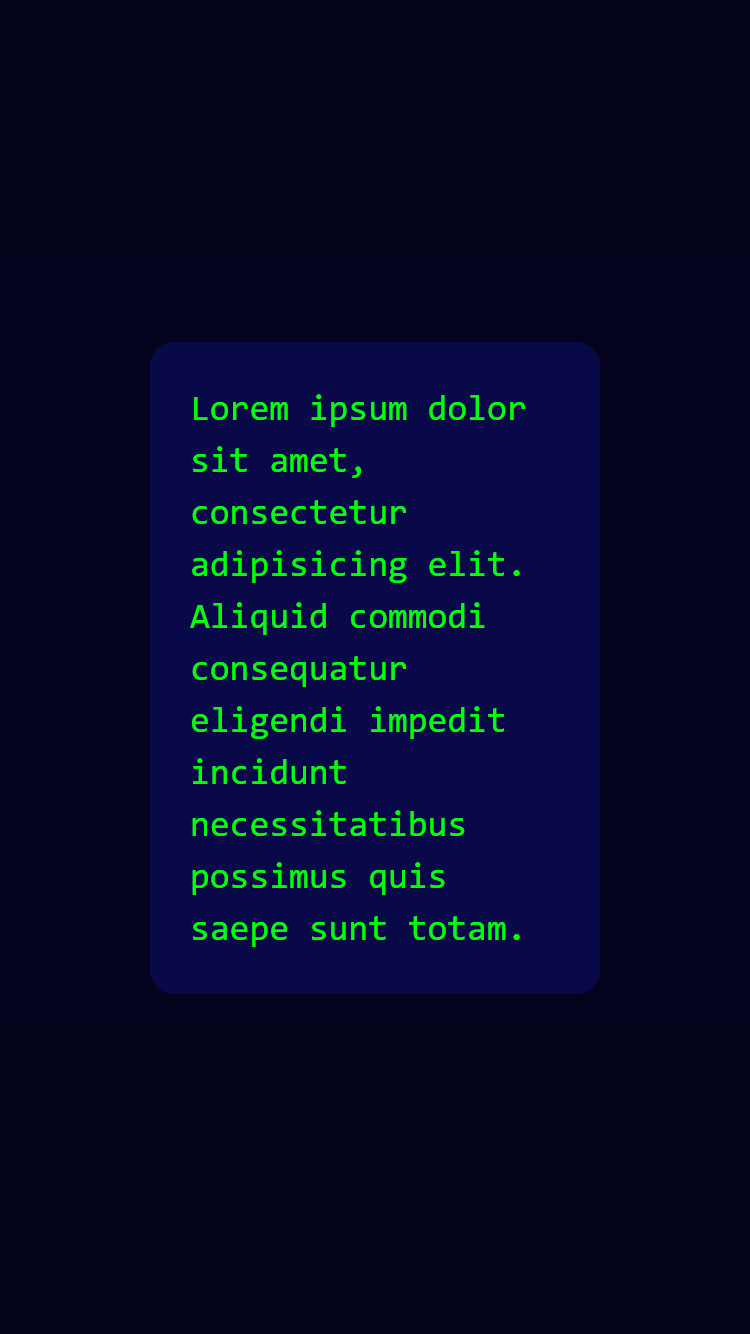 Lorem ipsum dolor
sit amet,
consectetur
adipisicing elit.
Aliquid commodi
consequatur
eligendi impedit
incidunt
necessitatibus
possimus quis
saepe sunt totam.